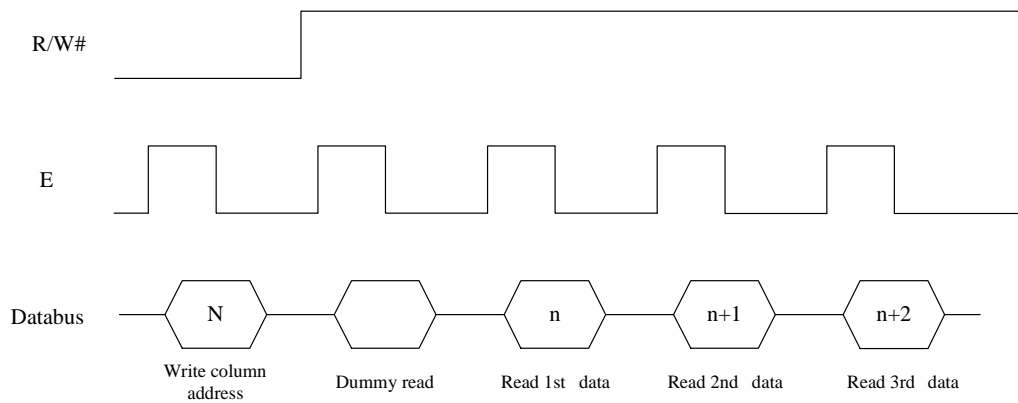 R/W#
E
Databus
N
n
n+1
n+2
Write column
address
Dummy read
Read 1st data
Read 2nd data
Read 3rd data